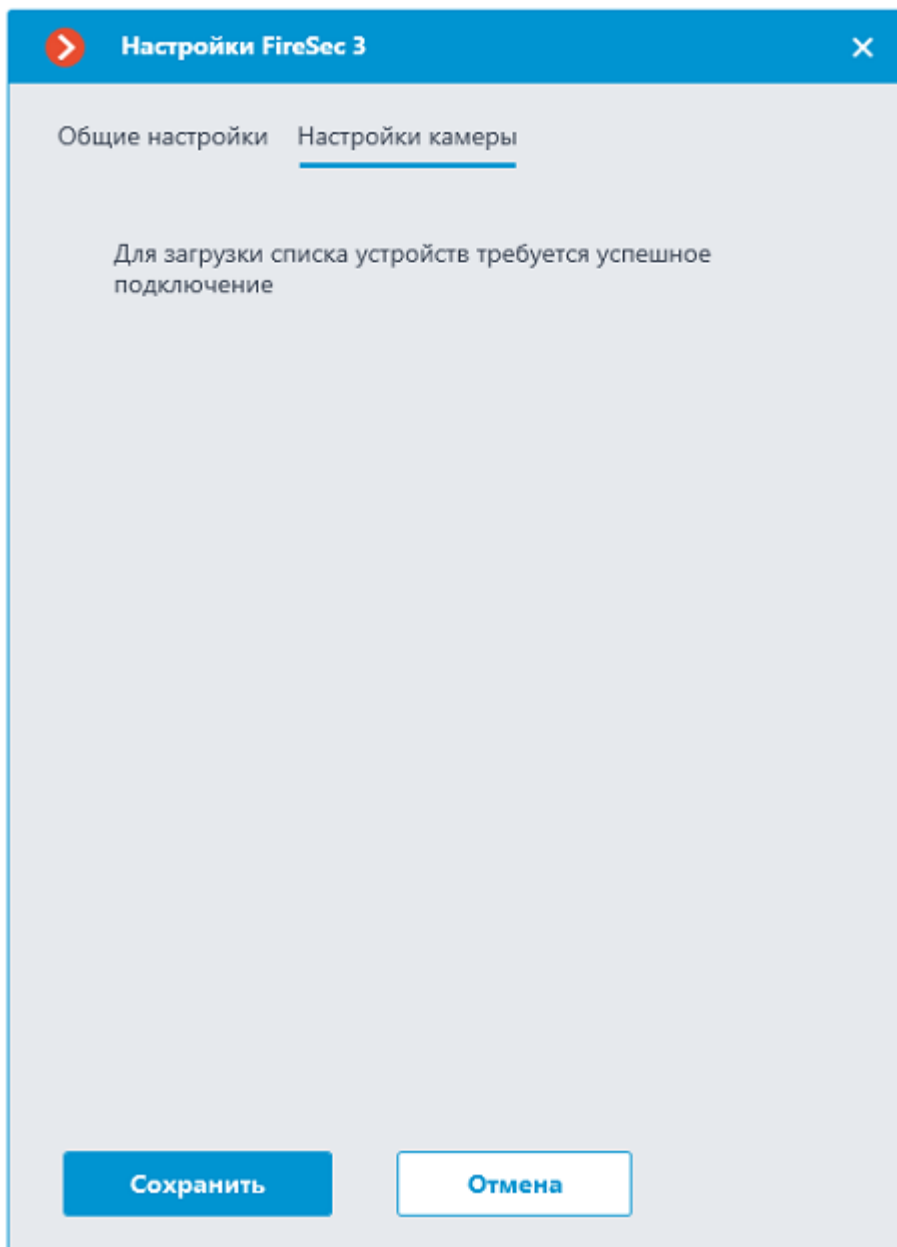 Настройки FireSec 3
Общие настройки Настройки камеры
Для загрузки списка устройств требуется успешное
подключение
Сохранить Отмена